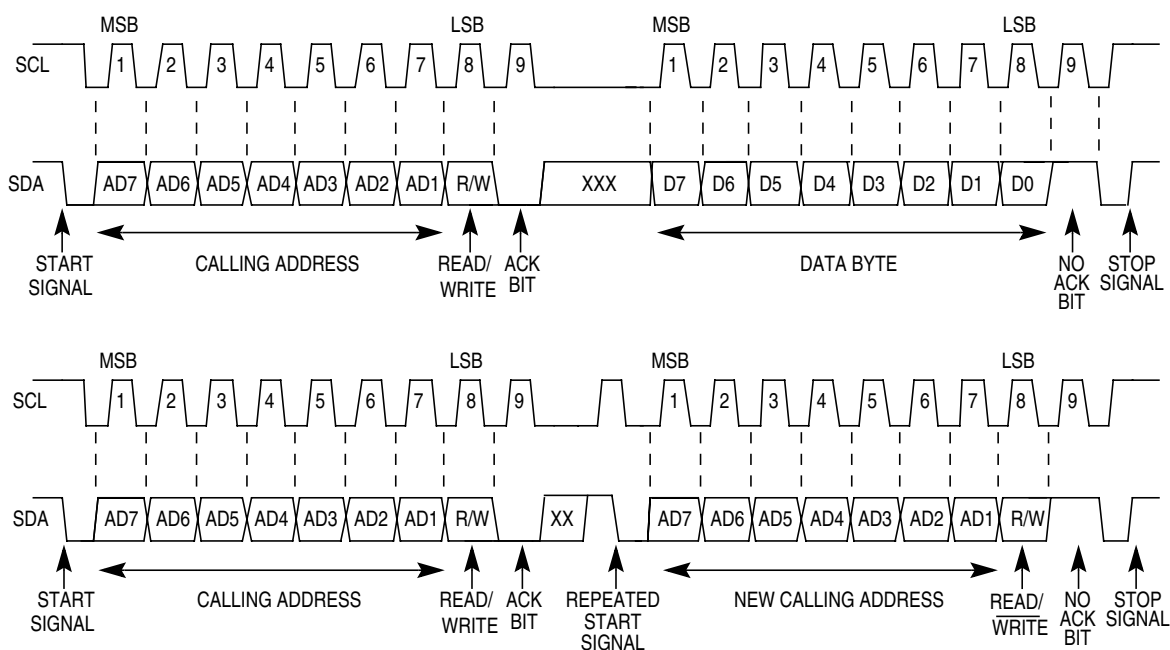 MSB LSB MSB LSB
SCL 1 2 3 4 5 6 7 8 9 1 2 3 4 5 6 7 8 9
SDA AD7 AD6 AD5 AD4 AD3 AD2 AD1 R/W XXX D7 D6 D5 D4 D3 D2 D1 D0
START SIGNAL
CALLING ADDRESS
READ/
WRITE
ACK
BIT
DATA BYTE
NO
ACK
BIT
STOP
SIGNAL
MSB LSB MSB LSB
SCL 1 2 3 4 5 6 7 8 9 1 2 3 4 5 6 7 8 9
SDA AD7 AD6 AD5 AD4 AD3 AD2 AD1 R/W XX AD7 AD6 AD5 AD4 AD3 AD2 AD1 R/W
START
SIGNAL
CALLING ADDRESS
READ/
WRITE
ACK
BIT
REPEATED
START
SIGNAL
NEW CALLING ADDRESS
READ/
WRITE
NO
ACK
BIT
STOP
SIGNAL